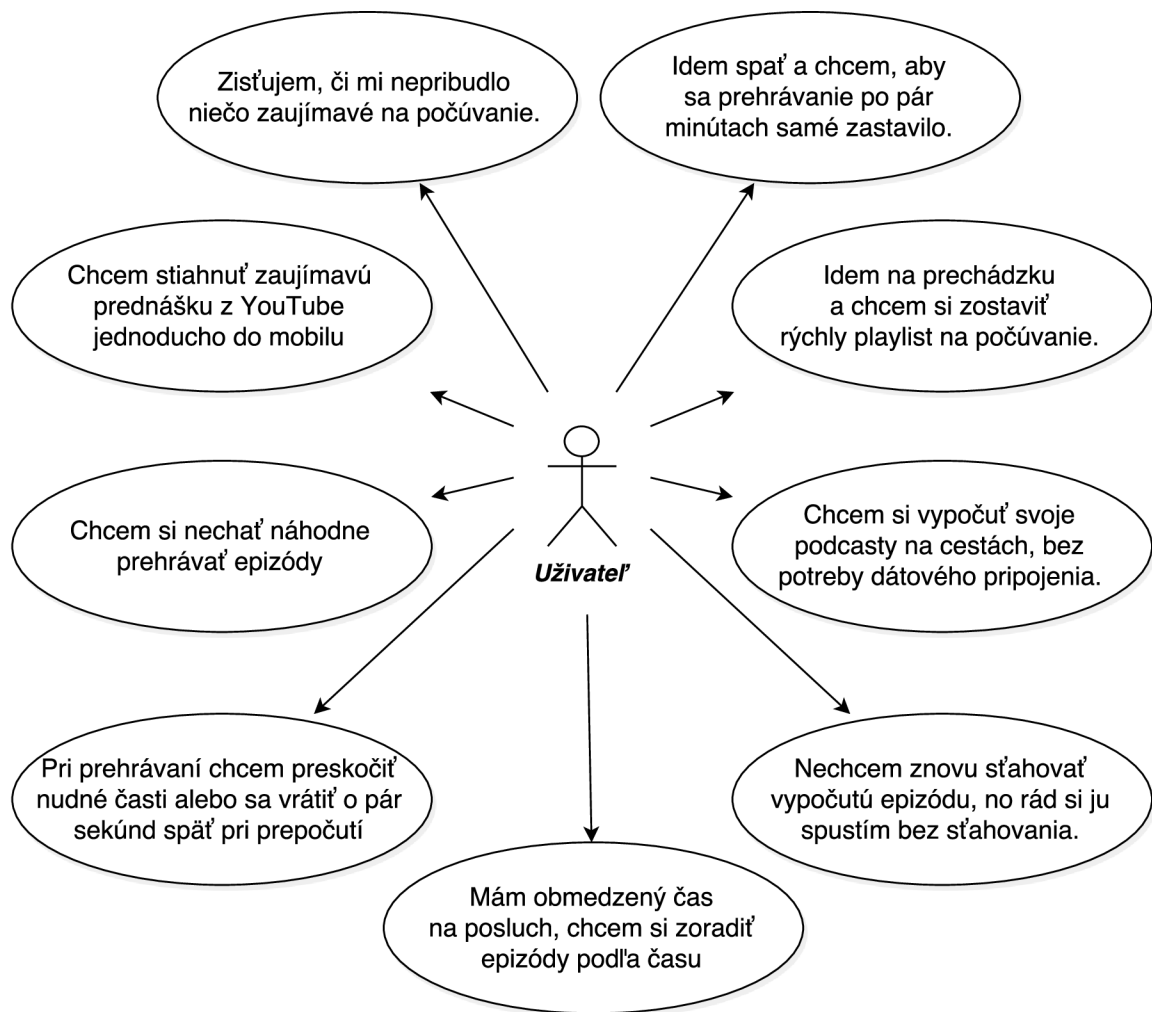 Zisťujem, či mi nepribudlo
niečo zaujímavé na počúvanie.
Idem spať a chcem, aby
sa prehrávanie po pár
minútach samé zastavilo.
Chcem stiahnuť zaujímavú
prednášku z YouTube
jednoducho do mobilu
Idem na prechádzku
a chcem si zostaviť
rýchly playlist na počúvanie.
Chcem si nechať náhodne
prehrávať epizódy
Uživateľ
Chcem si vypočuť svoje
podcasty na cestách, bez
potreby dátového pripojenia.
Pri prehrávaní chcem preskočiť
nudné časti alebo sa vrátiť o pár
sekúnd späť pri prepočutí
Nechcem znovu sťahovať
vypočutú epizódu, no rád si ju
spustím bez sťahovania.
Mám obmedzený čas
na posluch, chcem si zoradiť
epizódy podľa času